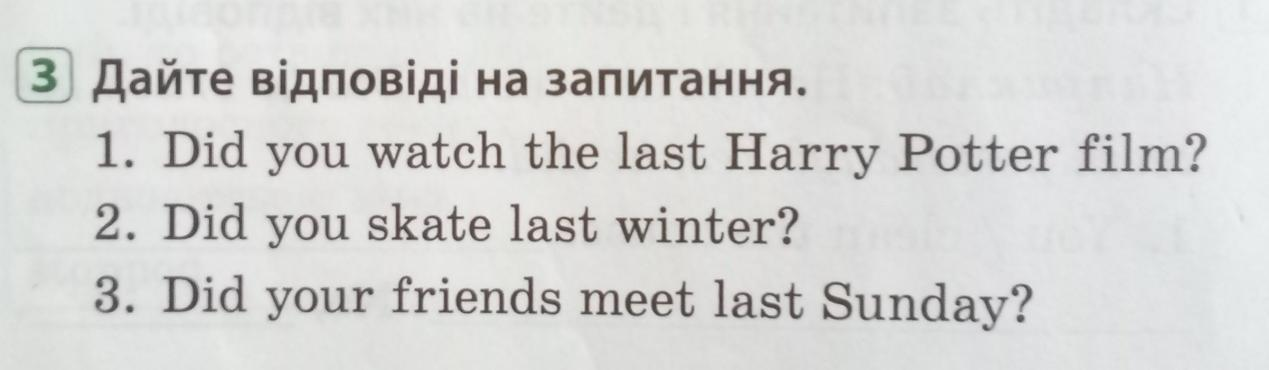 3 Дайте відповіді на запитання.
1. Did you watch the last Harry Potter film?
2. Did you skate last winter?
3. Did your friends meet last Sunday?